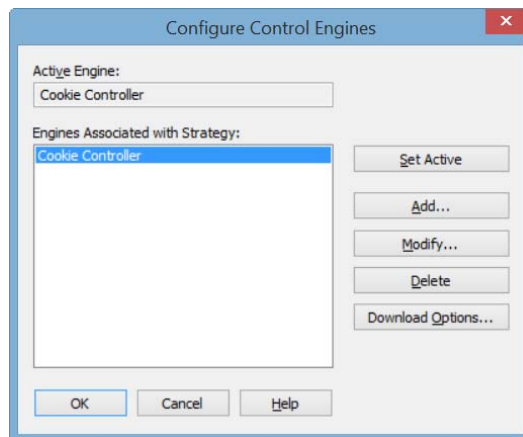 Configure Control Engines
Active Engine:
Cookie Controller
Engines Associated with Strategy:
Cookie Controller
Set Active
Add...
Modify...
Delete
Download Options...
OK Cancel Help